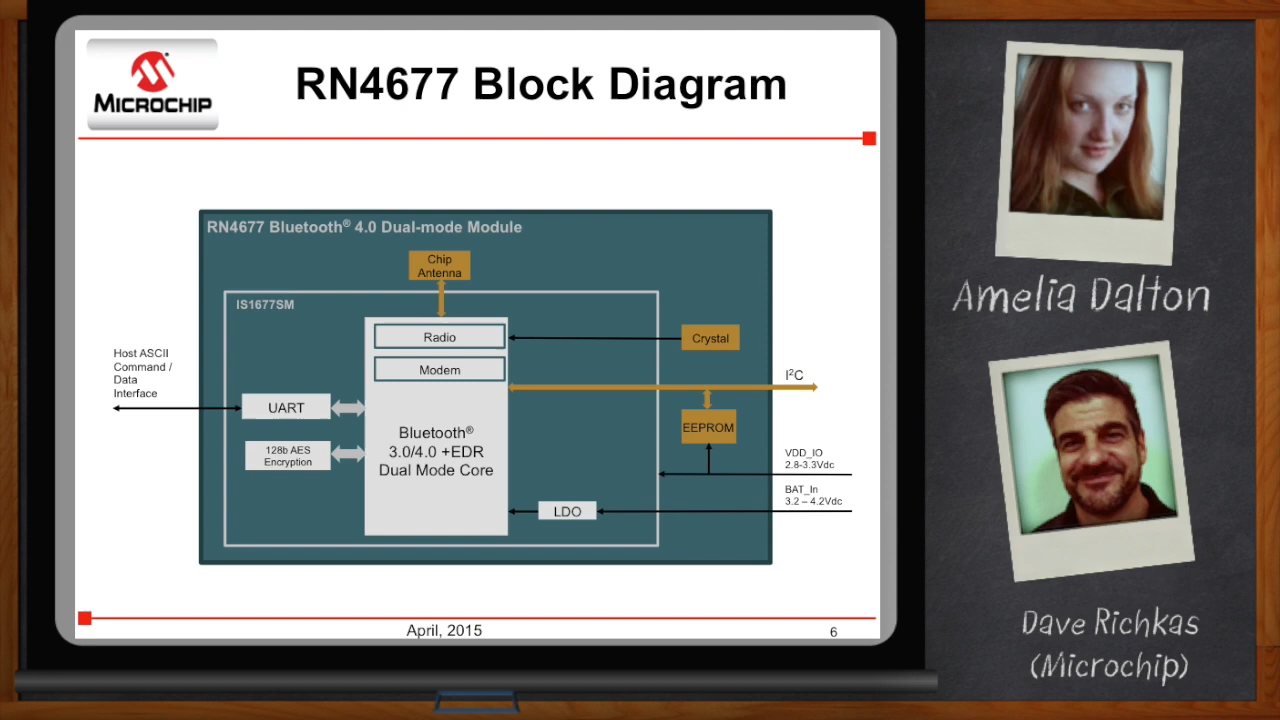 MICROCHIP
RN4677 Block Diagram
RN4677 Bluetooth® 4.0 Dual-mode Module
Chip
Antenna
IS1677SM
Radio
Crystal
Modem
I²C
Host ASCII
Command /
Data
Interface
UART
EEPROM
Bluetooth®
3.0/4.0 +EDR
Dual Mode Core
128b AES
Encryption
VDD_IO
2.8-3.3Vdc
BAT_In
3.2 – 4.2Vdc
LDO
April, 2015
6
Amelia Dalton
Dave Richkas
(Microchip)